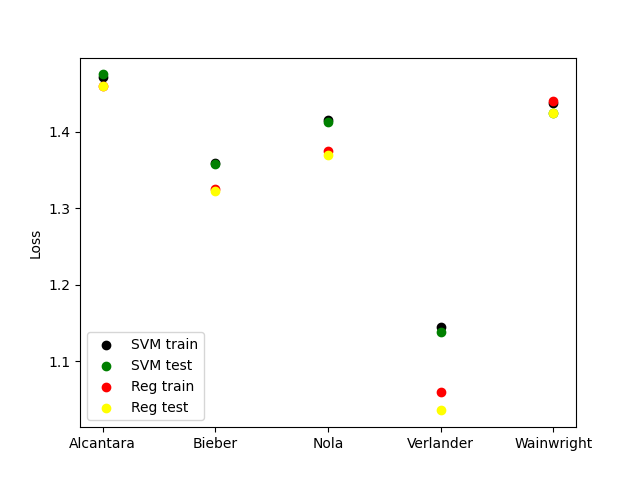 1.4
1.3
1.2
1.1
Loss
SVM train
SVM test
Reg train
Reg test
Alcantara Bieber Nola Verlander Wainwright